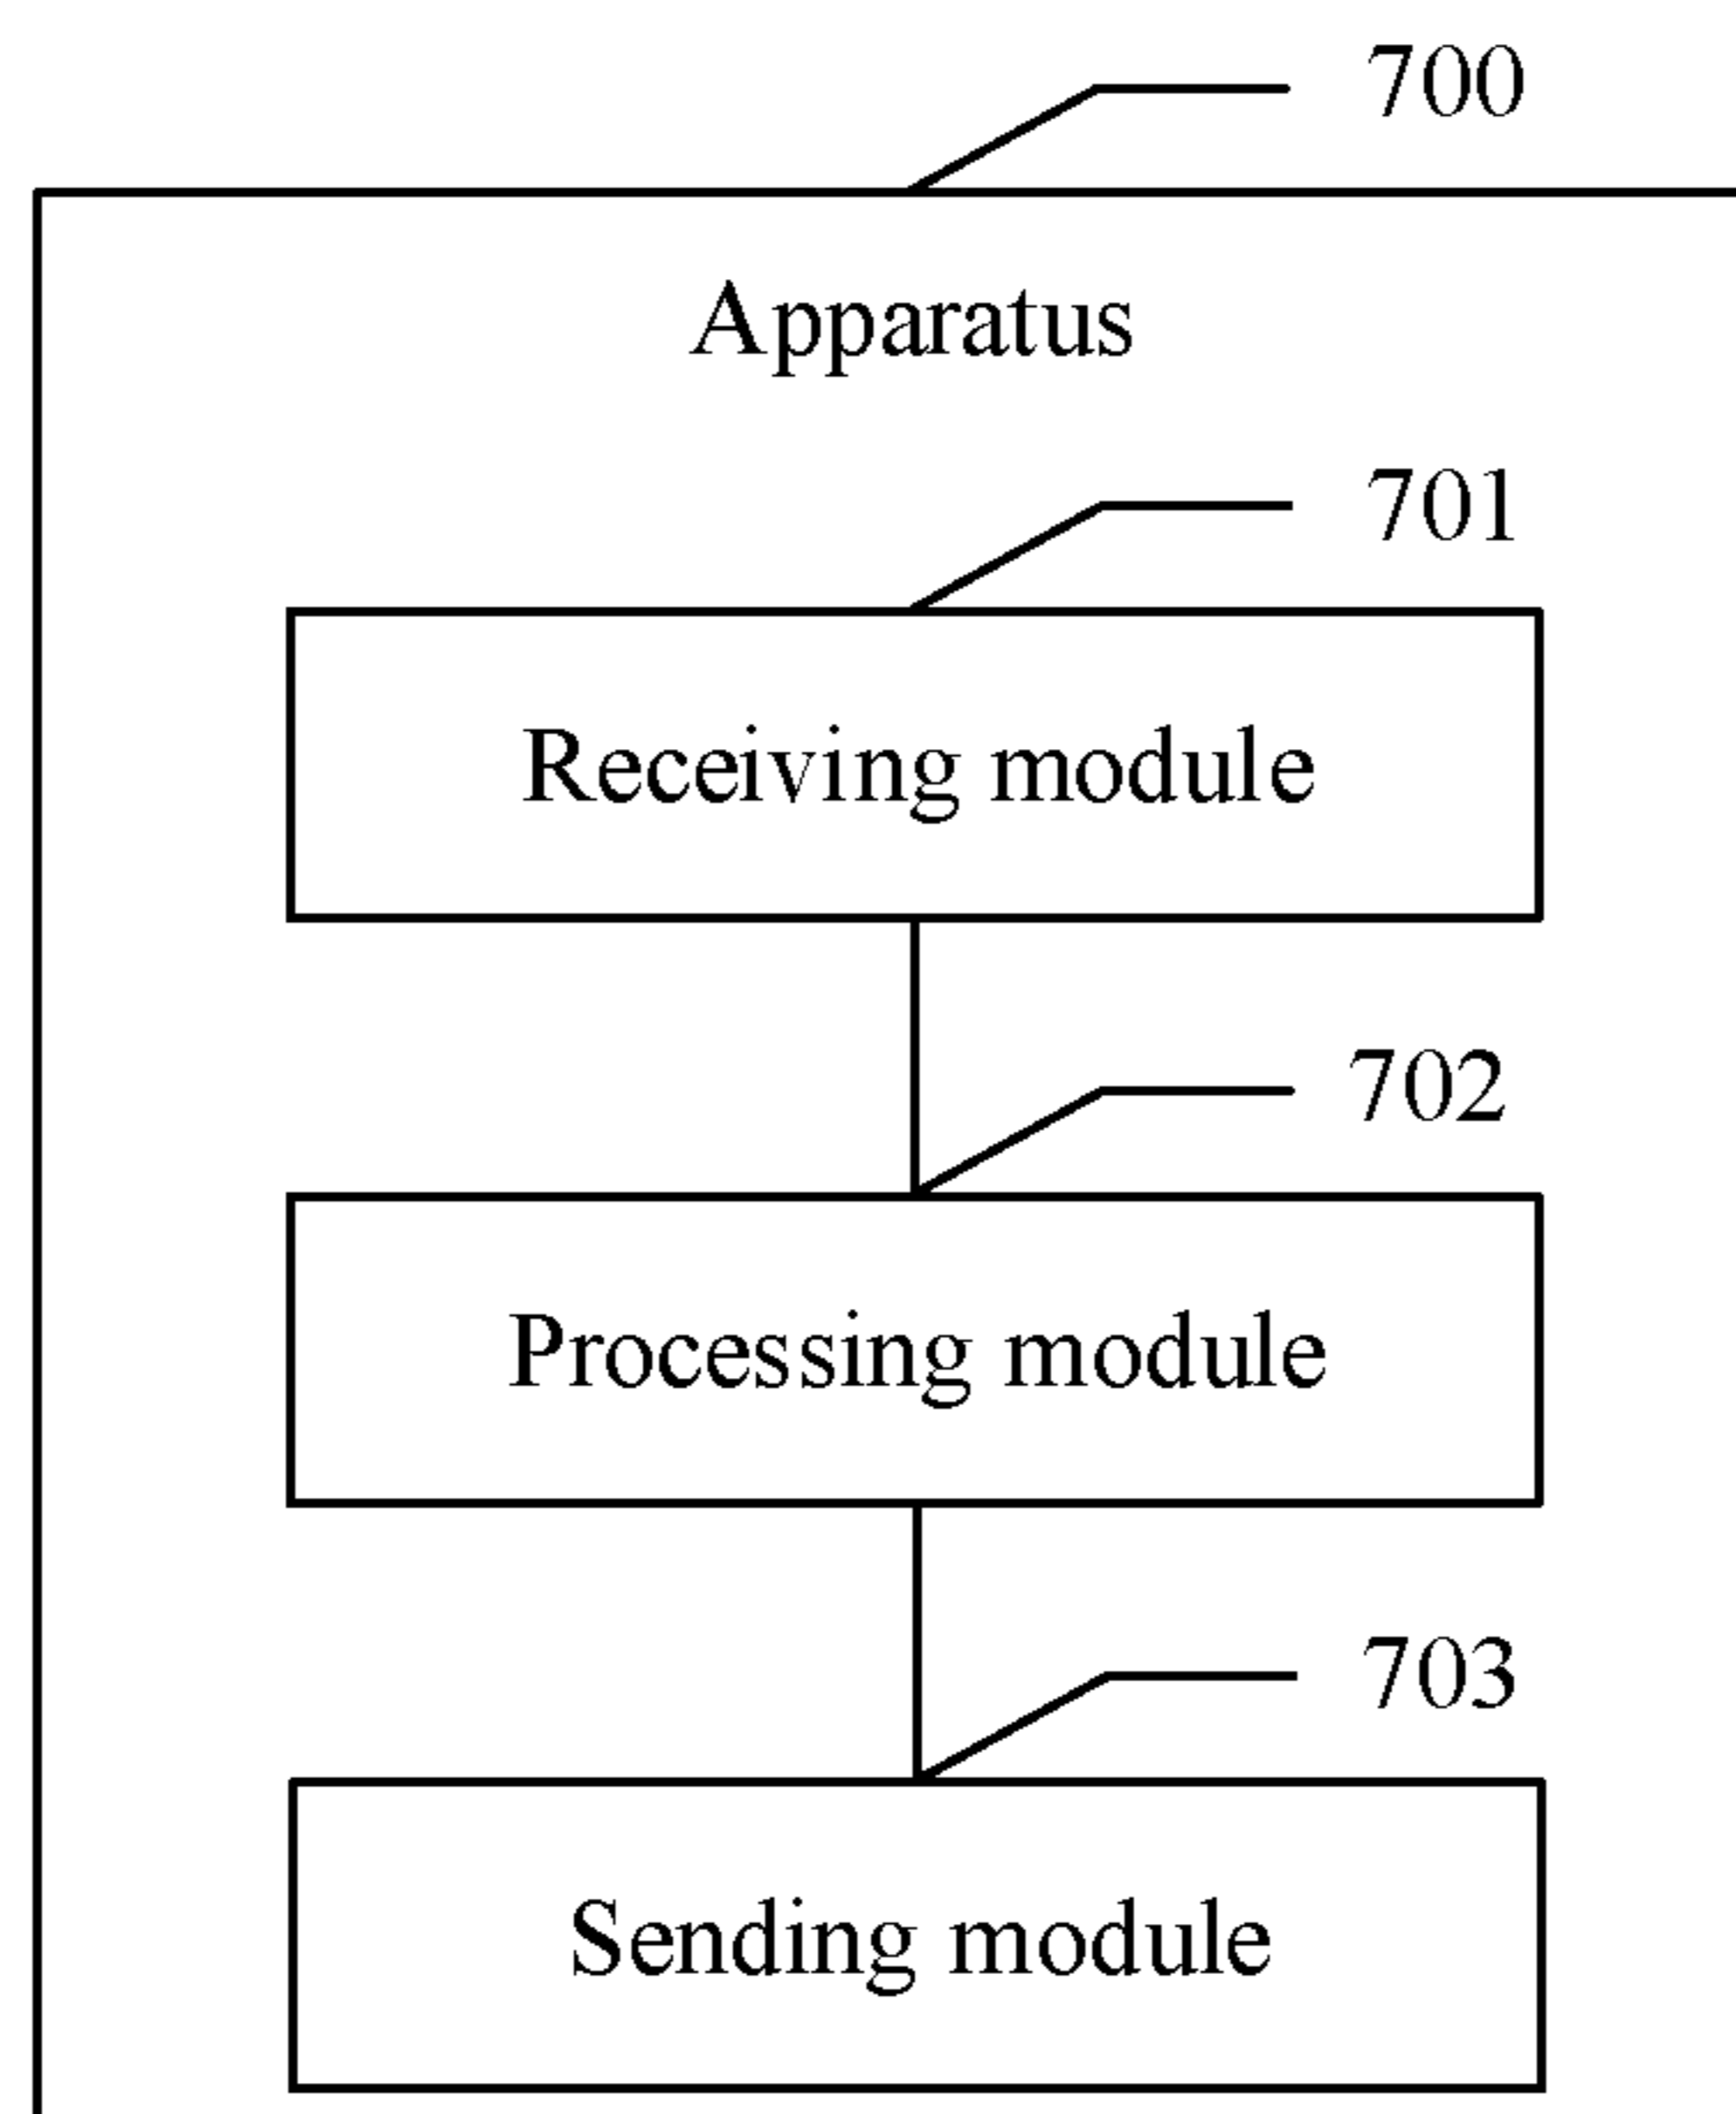 700
Apparatus
701
Receiving module
702
Processing module
703
Sending module